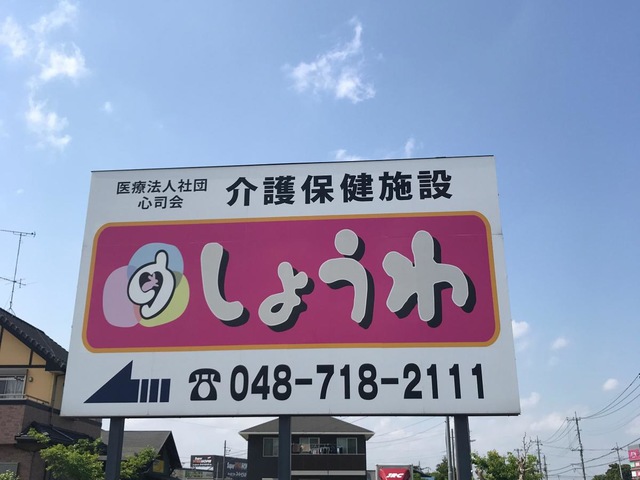 医療法人社団
心司会
介護保健施設
しょうわ
☎048-718-2111